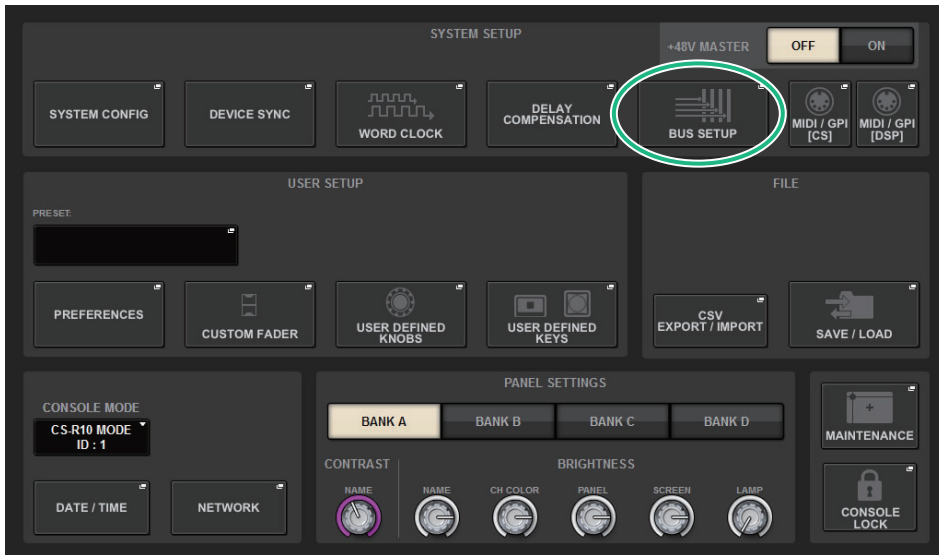 SYSTEM SETUP
+48V MASTER
OFF
ON
SYSTEM CONFIG
DEVICE SYNC
WORD CLOCK
DELAY
COMPENSATION
BUS SETUP
MIDI / GPI
[CS]
MIDI / GPI
[DSP]
USER SETUP
PRESET:
PREFERENCES
CUSTOM FADER
USER DEFINED
KNOBS
USER DEFINED
KEYS
FILE
CSV
EXPORT / IMPORT
SAVE / LOAD
CONSOLE MODE
CS-R10 MODE
ID : 1
DATE / TIME
NETWORK
PANEL SETTINGS
BANK A
BANK B
BANK C
BANK D
CONTRAST
BRIGHTNESS
NAME
NAME
CH COLOR
PANEL
SCREEN
LAMP
MAINTENANCE
CONSOLE
LOCK